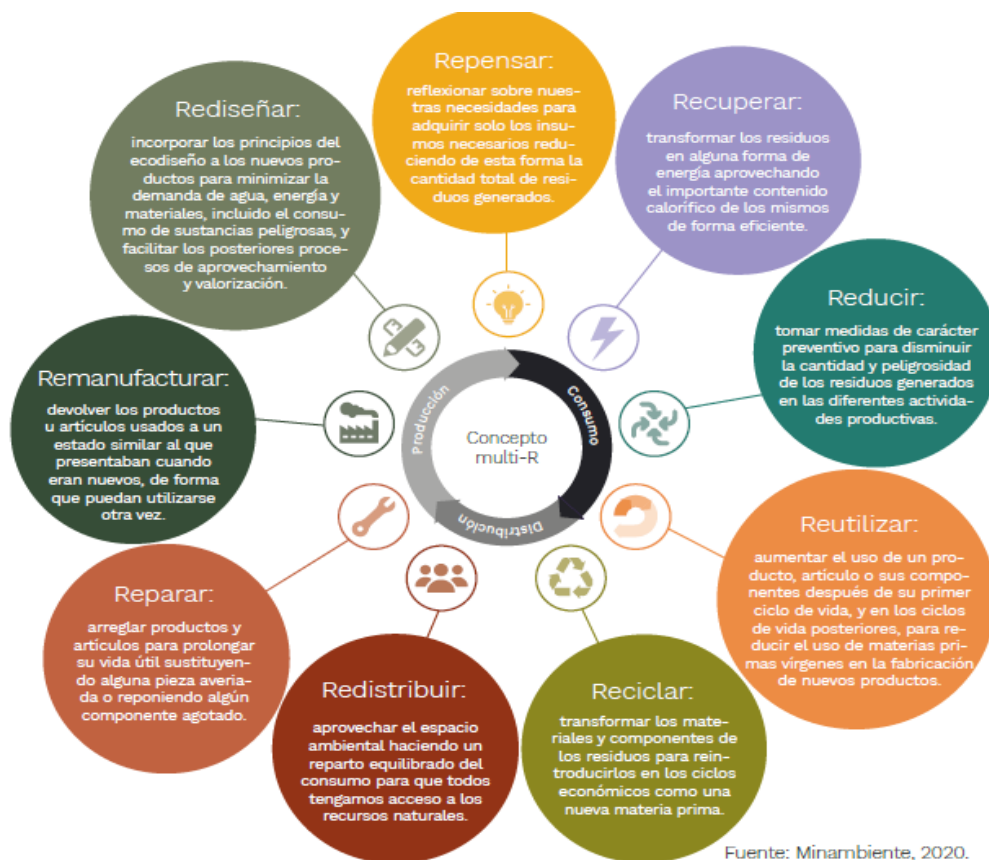 Repensar:
reflexionar sobre nues-
tras necesidades para
adquirir solo los insu-
mos necesarios redu-
ciendo de esta forma la
cantidad total de resi-
duos generados.
Recuperar:
transformar los residuos
en alguna forma de
energía aprovechando
el importante contenido
calorífico de los mismos
de forma eficiente.
Reducir:
tomar medidas de carácter
preventivo para disminuir
la cantidad y peligrosidad
de los residuos generados
en las diferentes activida-
des productivas.
Reutilizar:
aumentar el uso de un pro-
ducto, artículo o sus compo-
nentes después de su primer
ciclo de vida, y en los ciclos
de vida posteriores, para re-
ducir el uso de materias pri-
mas vírgenes en la fabricación
de nuevos productos.
Reciclar:
transformar los mate-
riales y componentes de
los residuos para rein-
troducirlos en los ciclos
económicos como una
nueva materia prima.
Redistribuir:
aprovechar el espacio
ambiental haciendo un
reparto equilibrado del
consumo para que todos
tengamos acceso a los
recursos naturales.
Reparar:
arreglar productos y
artículos para prolongar
su vida útil sustituyen-
do alguna pieza averia-
da o reponiendo algún
componente agotado.
Remanufacturar:
devolver los productos
u artículos usados a un
estado similar al que
presentaban cuando
eran nuevos, de forma
que puedan utilizarse
otra vez.
Rediseñar:
incorporar los principios del
ecodiseño a los nuevos pro-
ductos para minimizar la
demanda de agua, energía y
materiales, incluido el consu-
mo de sustancias peligrosas, y
facilitar los posteriores proce-
sos de aprovechamiento
y valorización.
Producción
Consumo
Distribución
Concepto
multi-R
Fuente: Minambiente, 2020.